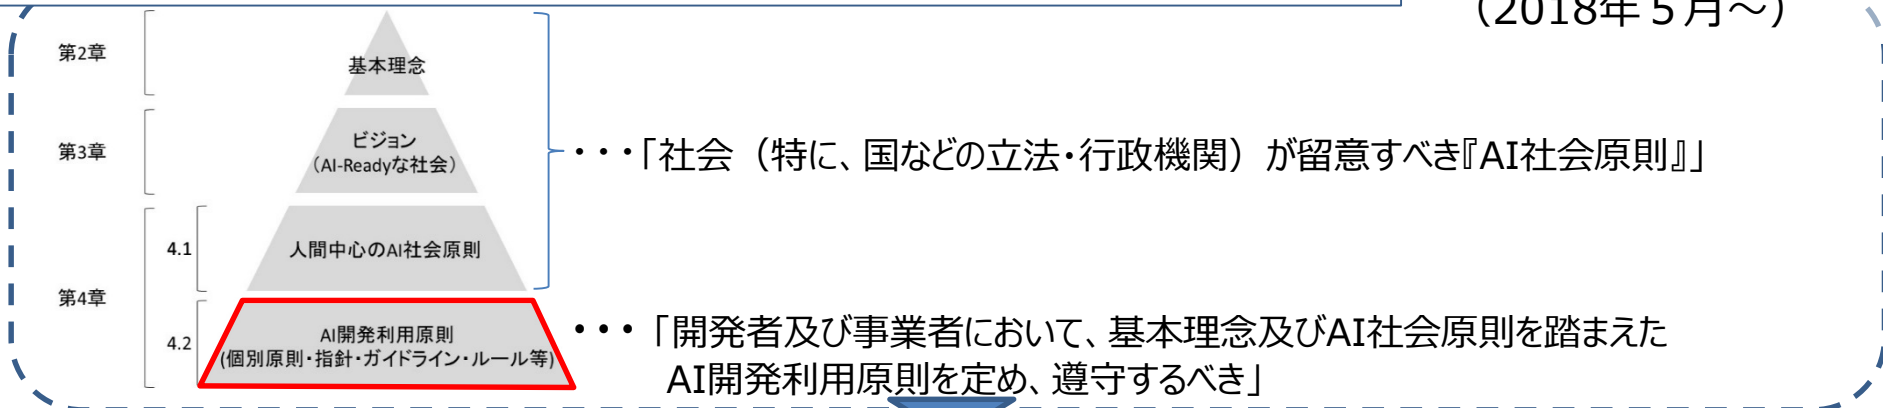 （2018年５月～）
第2章
基本理念
第3章
ビジョン
（AI-Readyな社会）
・・・「社会（特に、国などの立法・行政機関）が留意すべき『AI社会原則』」
第4章
4.1
人間中心のAI社会原則
4.2
AI開発利用原則
(個別原則・指針・ガイドライン・ルール等)
・・・「開発者及び事業者において、基本理念及びAI社会原則を踏まえた
AI開発利用原則を定め、遵守するべき」